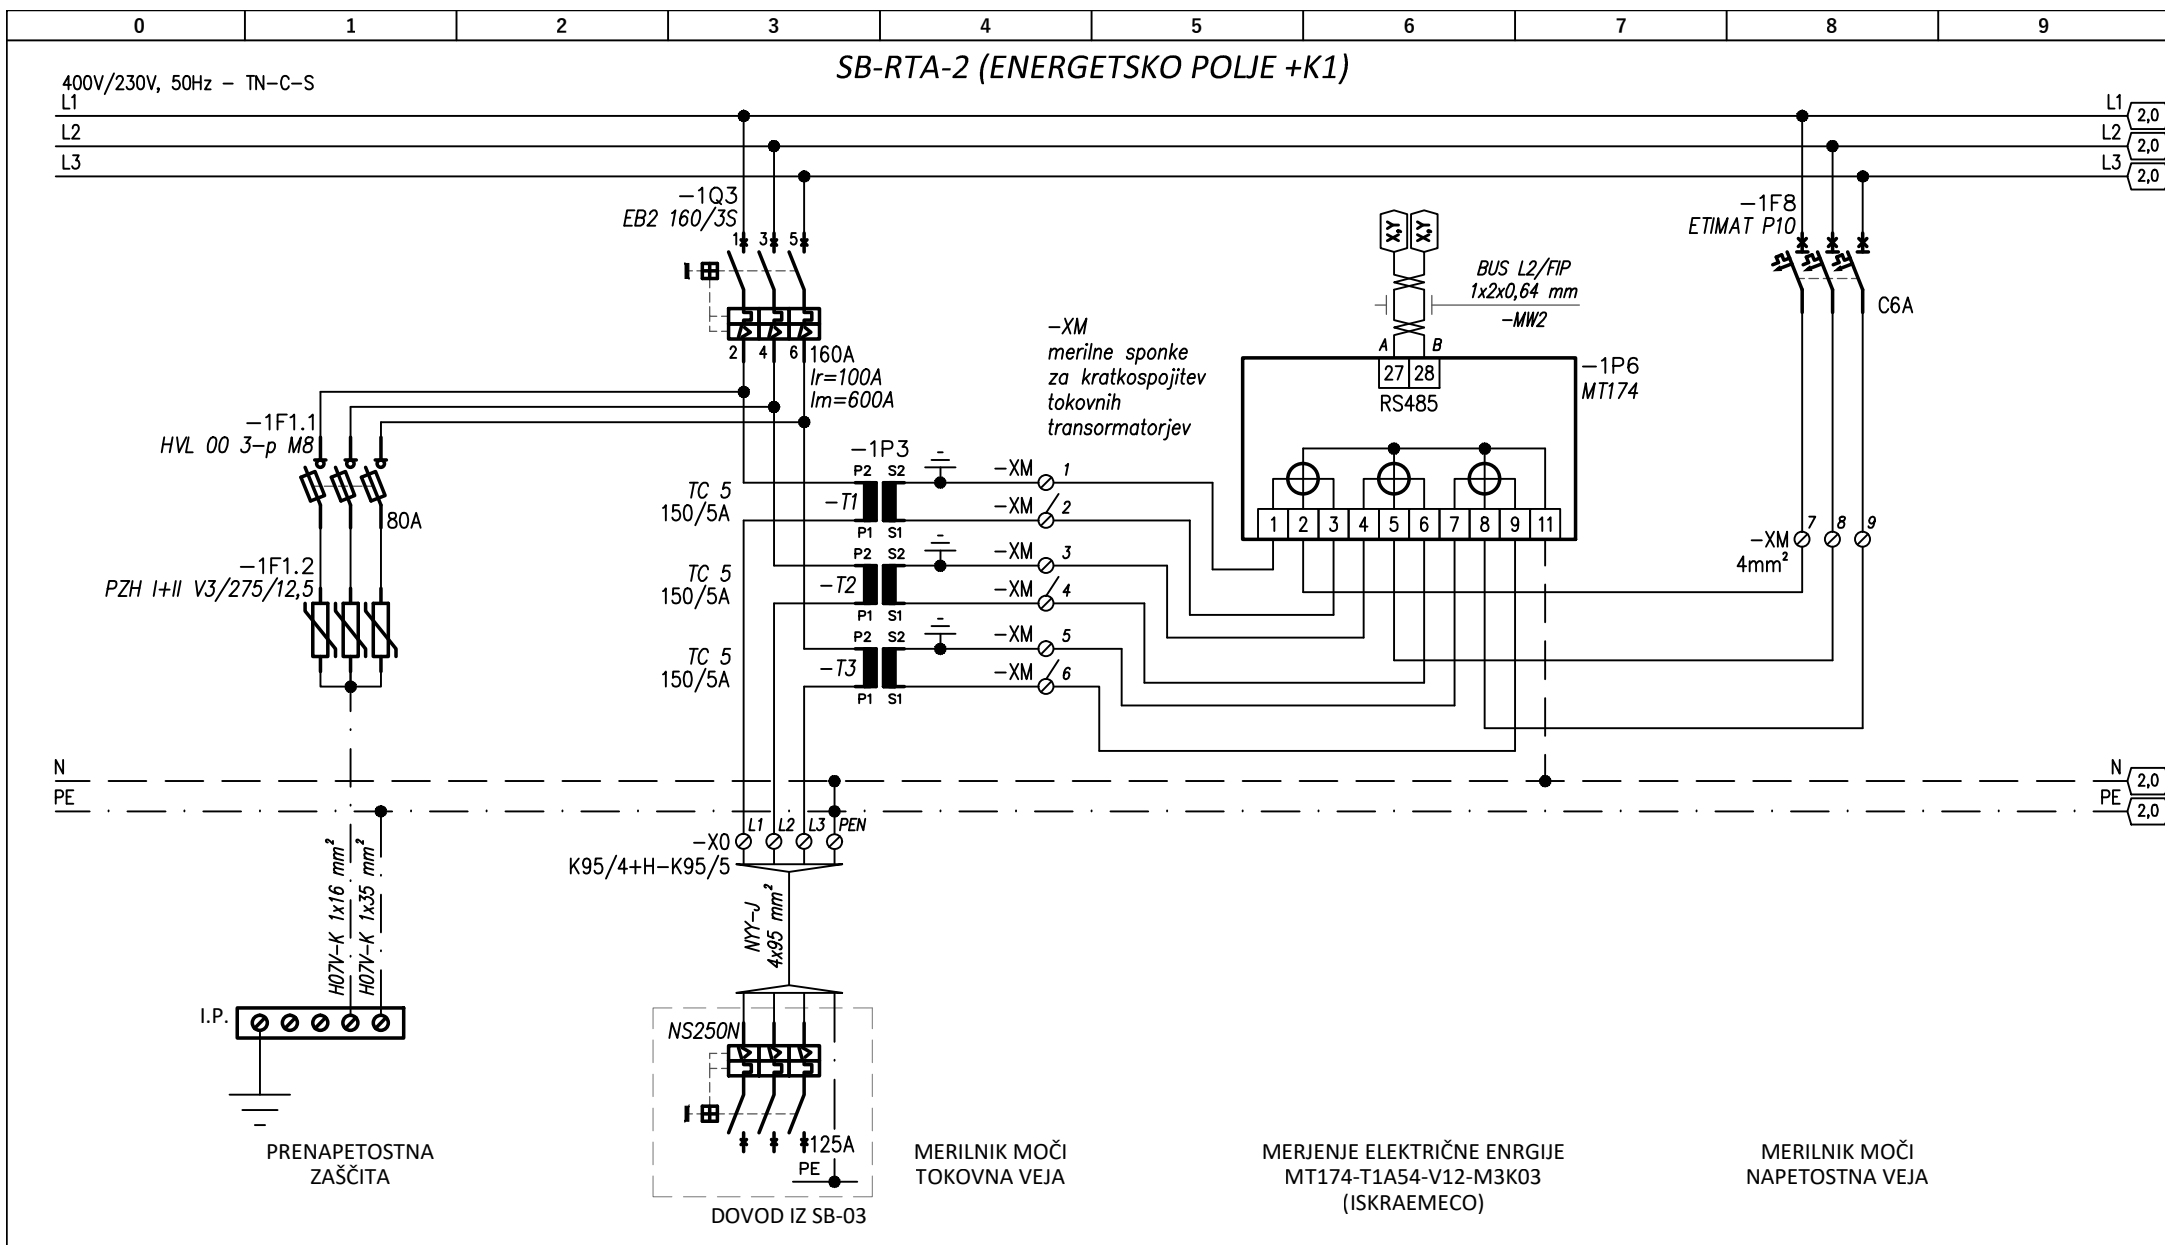 0 1 2 3 4 5 6 7 8 9
SB-RTA-2 (ENERGETSKO POLJE +K1)
400V/230V, 50Hz – TN-C-S
L1 L1 2,0
L2 L2 2,0
L3 L3 2,0
-1Q3
EB2 160/3S
1 3 5
2 4 6
160A
Ir=100A
Im=600A
-1F1.1
HVL 00 3-p M8
80A
-1F1.2
PZH I+II V3/275/12,5
-1P3
TC 5
150/5A
P2 S2
-T1
P1 S1
TC 5
150/5A
P2 S2
-T2
P1 S1
TC 5
150/5A
P2 S2
-T3
P1 S1
-XM
merilne sponke
za kratkospojitev
tokovnih
transormatorjev
-XM 1
-XM 2
-XM 3
-XM 4
-XM 5
-XM 6
X,Y X,Y
BUS L2/FIP
1x2x0,64 mm
-MW2
A B
27 28
RS485
-1P6
MT174
1 2 3 4 5 6 7 8 9 11
-1F8
ETIMAT P10
C6A
-XM 7 8 9
4mm²
N N 2,0
PE PE 2,0
L1 L2 L3 PEN
-X0
K95/4+H-K95/5
NYY-J
4x95 mm²
H07V-K 1x16 mm²
H07V-K 1x35 mm²
I.P.
NS250N
125A
PE
DOVOD IZ SB-03
PRENAPETOSTNA
ZAŠČITA
MERILNIK MOČI
TOKOVNA VEJA
MERJENJE ELEKTRIČNE ENRGIJE
MT174-T1A54-V12-M3K03
(ISKRAEMECO)
MERILNIK MOČI
NAPETOSTNA VEJA